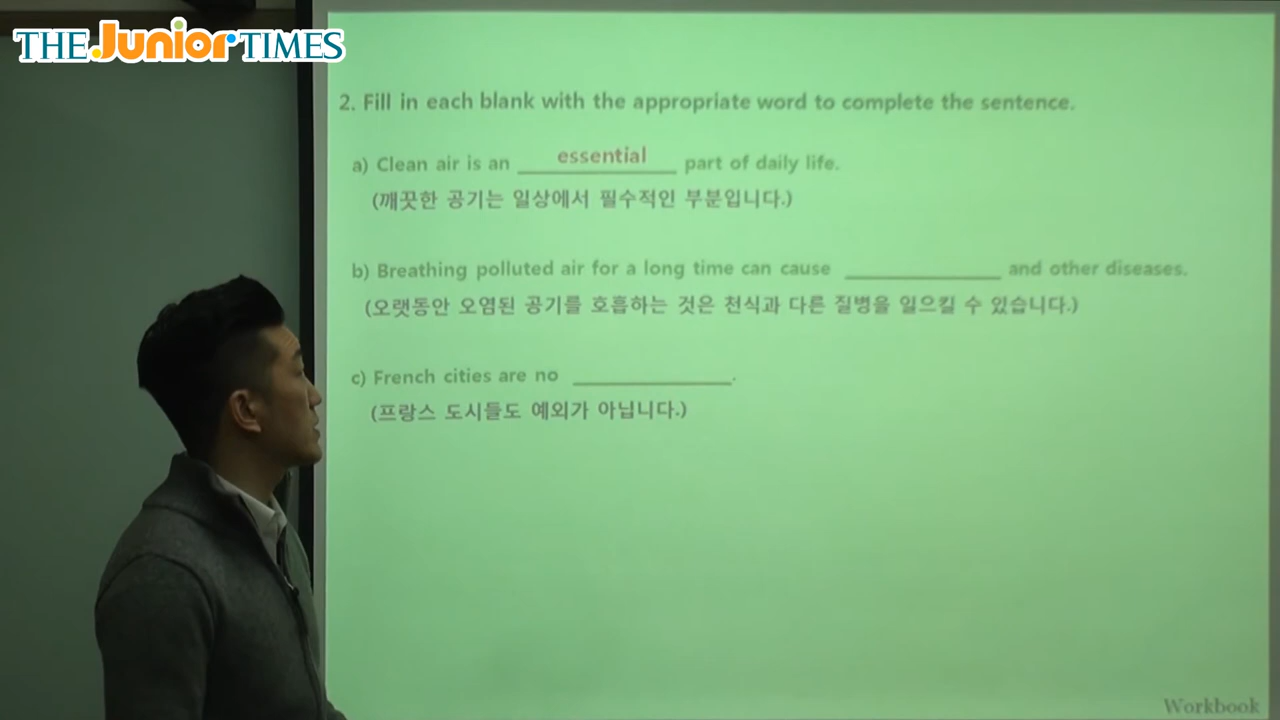 THE Junior TIMES
2. Fill in each blank with the appropriate word to complete the sentence.
a) Clean air is an essential part of daily life.
(깨끗한 공기는 일상에서 필수적인 부분입니다.)
b) Breathing polluted air for a long time can cause ____________ and other diseases.
(오랫동안 오염된 공기를 호흡하는 것은 천식과 다른 질병을 일으킬 수 있습니다.)
c) French cities are no ____________.
(프랑스 도시들도 예외가 아닙니다.)
Workbook